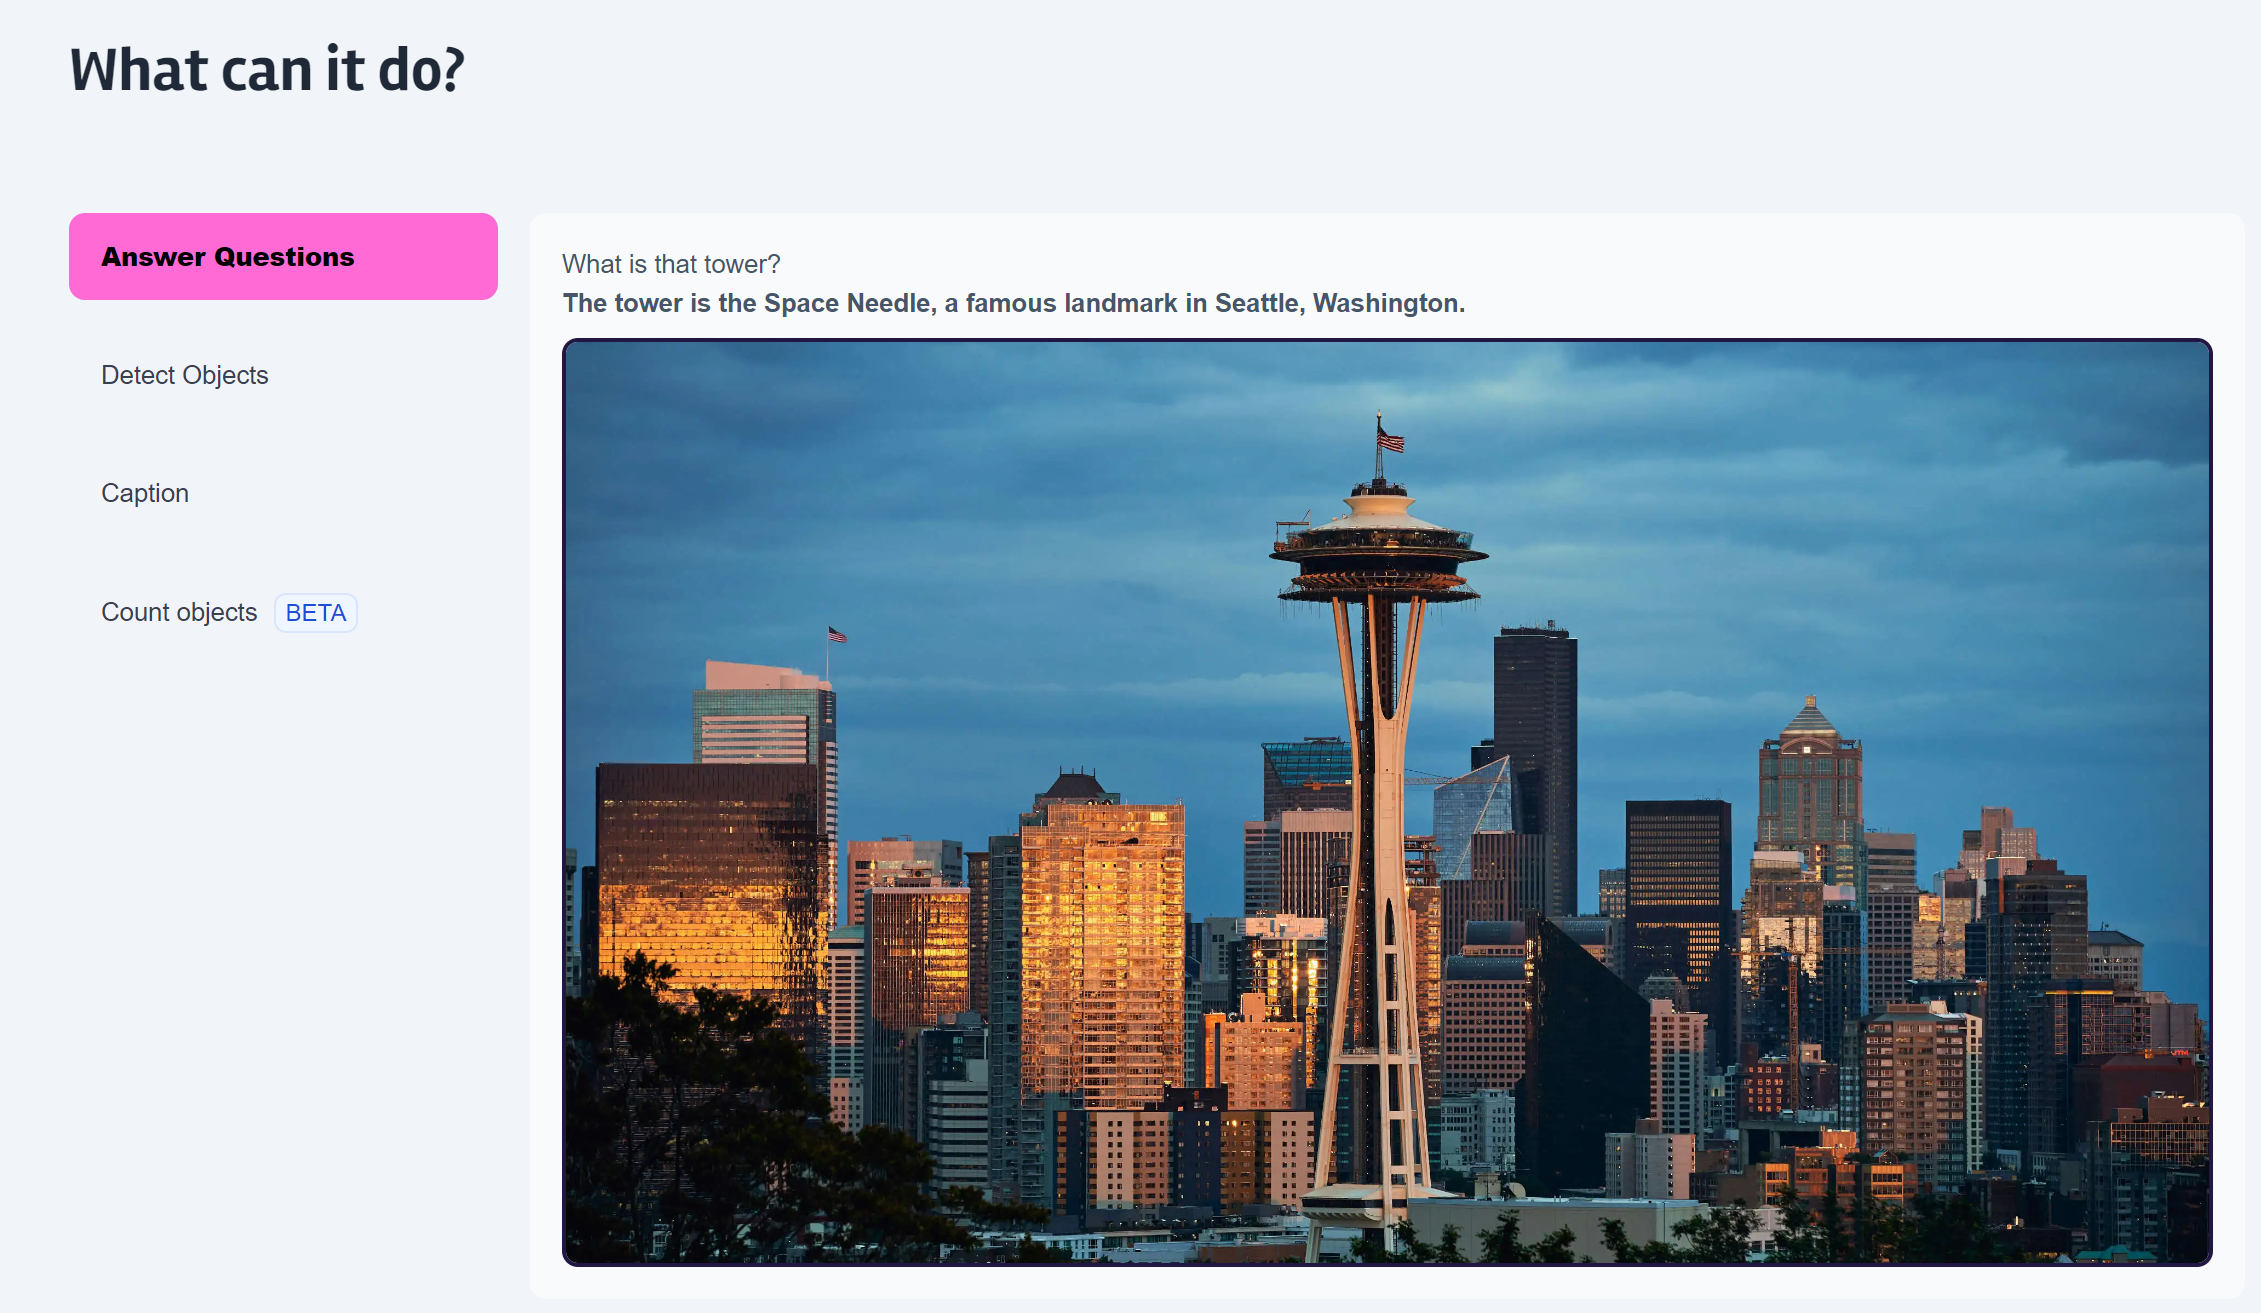 What can it do?
Answer Questions
Detect Objects
Caption
Count objects BETA
What is that tower?
The tower is the Space Needle, a famous landmark in Seattle, Washington.